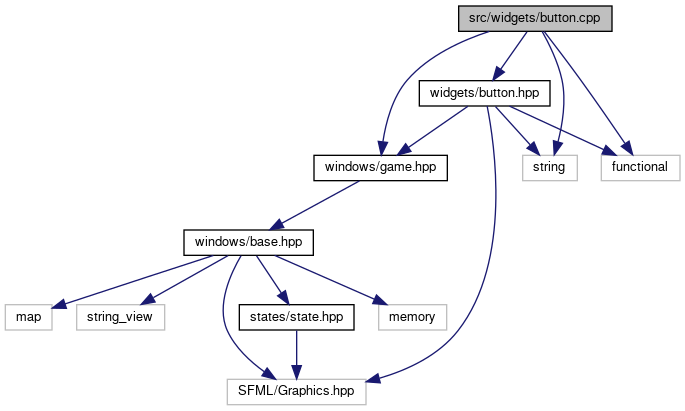 src/widgets/button.cpp
widgets/button.hpp
windows/game.hpp
string
functional
windows/base.hpp
map
string_view
states/state.hpp
memory
SFML/Graphics.hpp